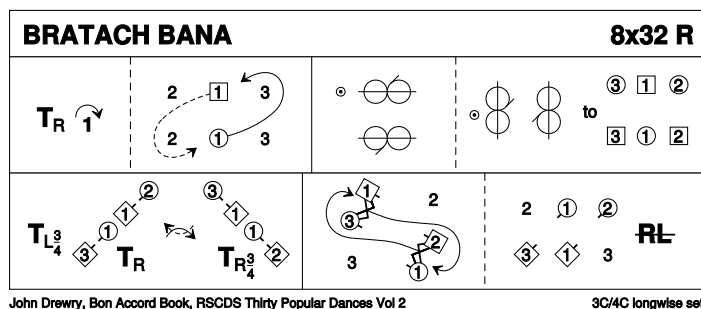 BRATACH BANA 8x32 R
2 1 3 3 1 2
TR 1 to
2 1 3 3 1 2
2 3 1 2
1 1 2 1 2
TL3/4 1 1 3 2 RL
3 TR TR3/4 2 3 1 3 1 3
John Drewry, Bon Accord Book, RSCDS Thirty Popular Dances Vol 2 3C/4C longwise set